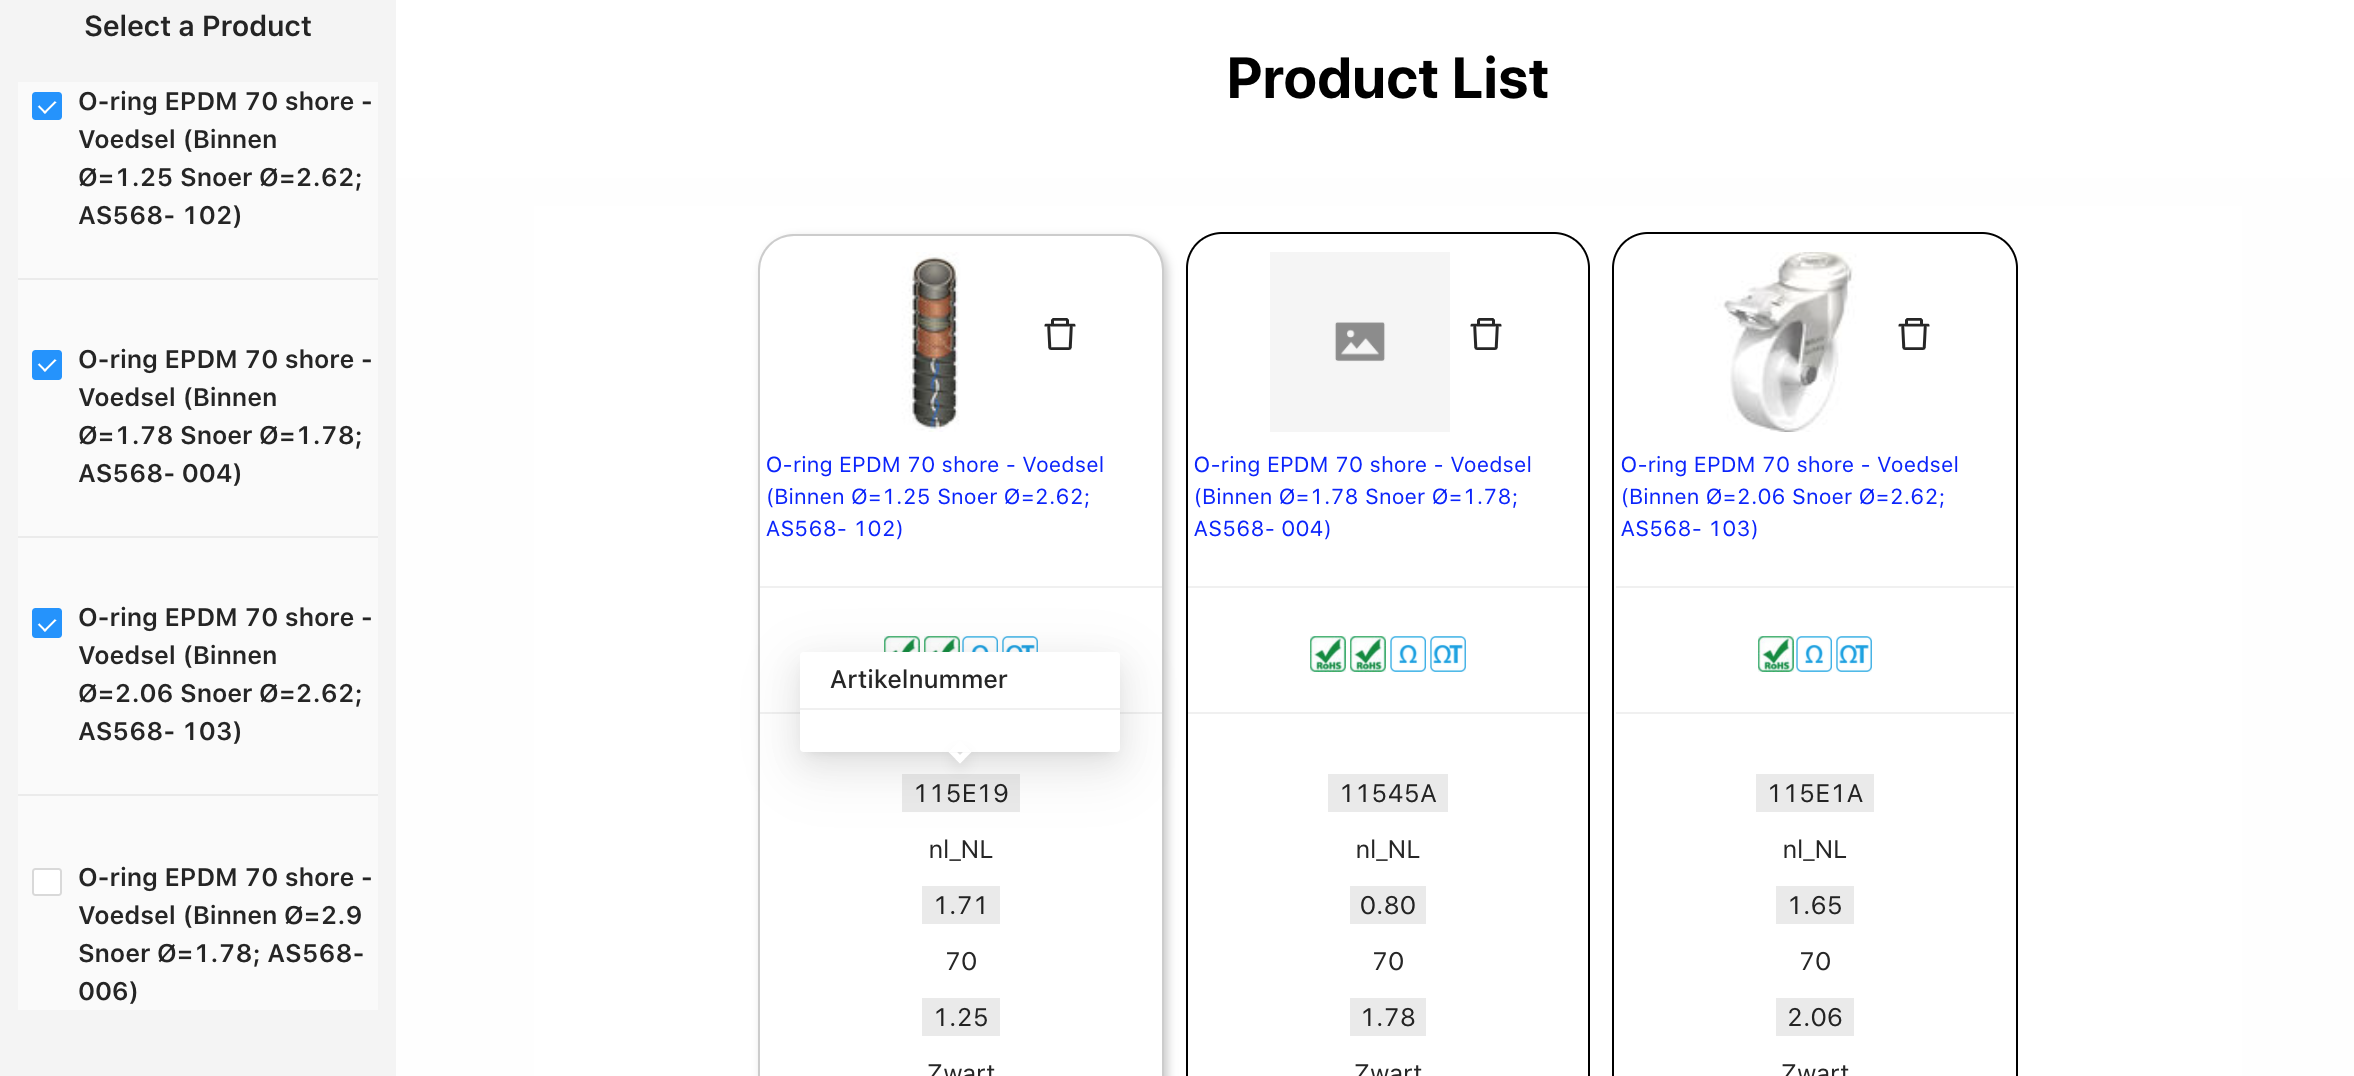 Select a Product
O-ring EPDM 70 shore -
Voedsel (Binnen
Ø=1.25 Snoer Ø=2.62;
AS568- 102)
O-ring EPDM 70 shore -
Voedsel (Binnen
Ø=1.78 Snoer Ø=1.78;
AS568- 004)
O-ring EPDM 70 shore -
Voedsel (Binnen
Ø=2.06 Snoer Ø=2.62;
AS568- 103)
O-ring EPDM 70 shore -
Voedsel (Binnen Ø=2.9
Snoer Ø=1.78; AS568-
006)
Product List
O-ring EPDM 70 shore - Voedsel
(Binnen Ø=1.25 Snoer Ø=2.62;
AS568- 102)
Ω ΩT
Artikelnummer
115E19
nl_NL
1.71
70
1.25
Zwart
O-ring EPDM 70 shore - Voedsel
(Binnen Ø=1.78 Snoer Ø=1.78;
AS568- 004)
RoHS RoHS Ω ΩT
11545A
nl_NL
0.80
70
1.78
Zwart
O-ring EPDM 70 shore - Voedsel
(Binnen Ø=2.06 Snoer Ø=2.62;
AS568- 103)
RoHS Ω ΩT
115E1A
nl_NL
1.65
70
2.06
Zwart